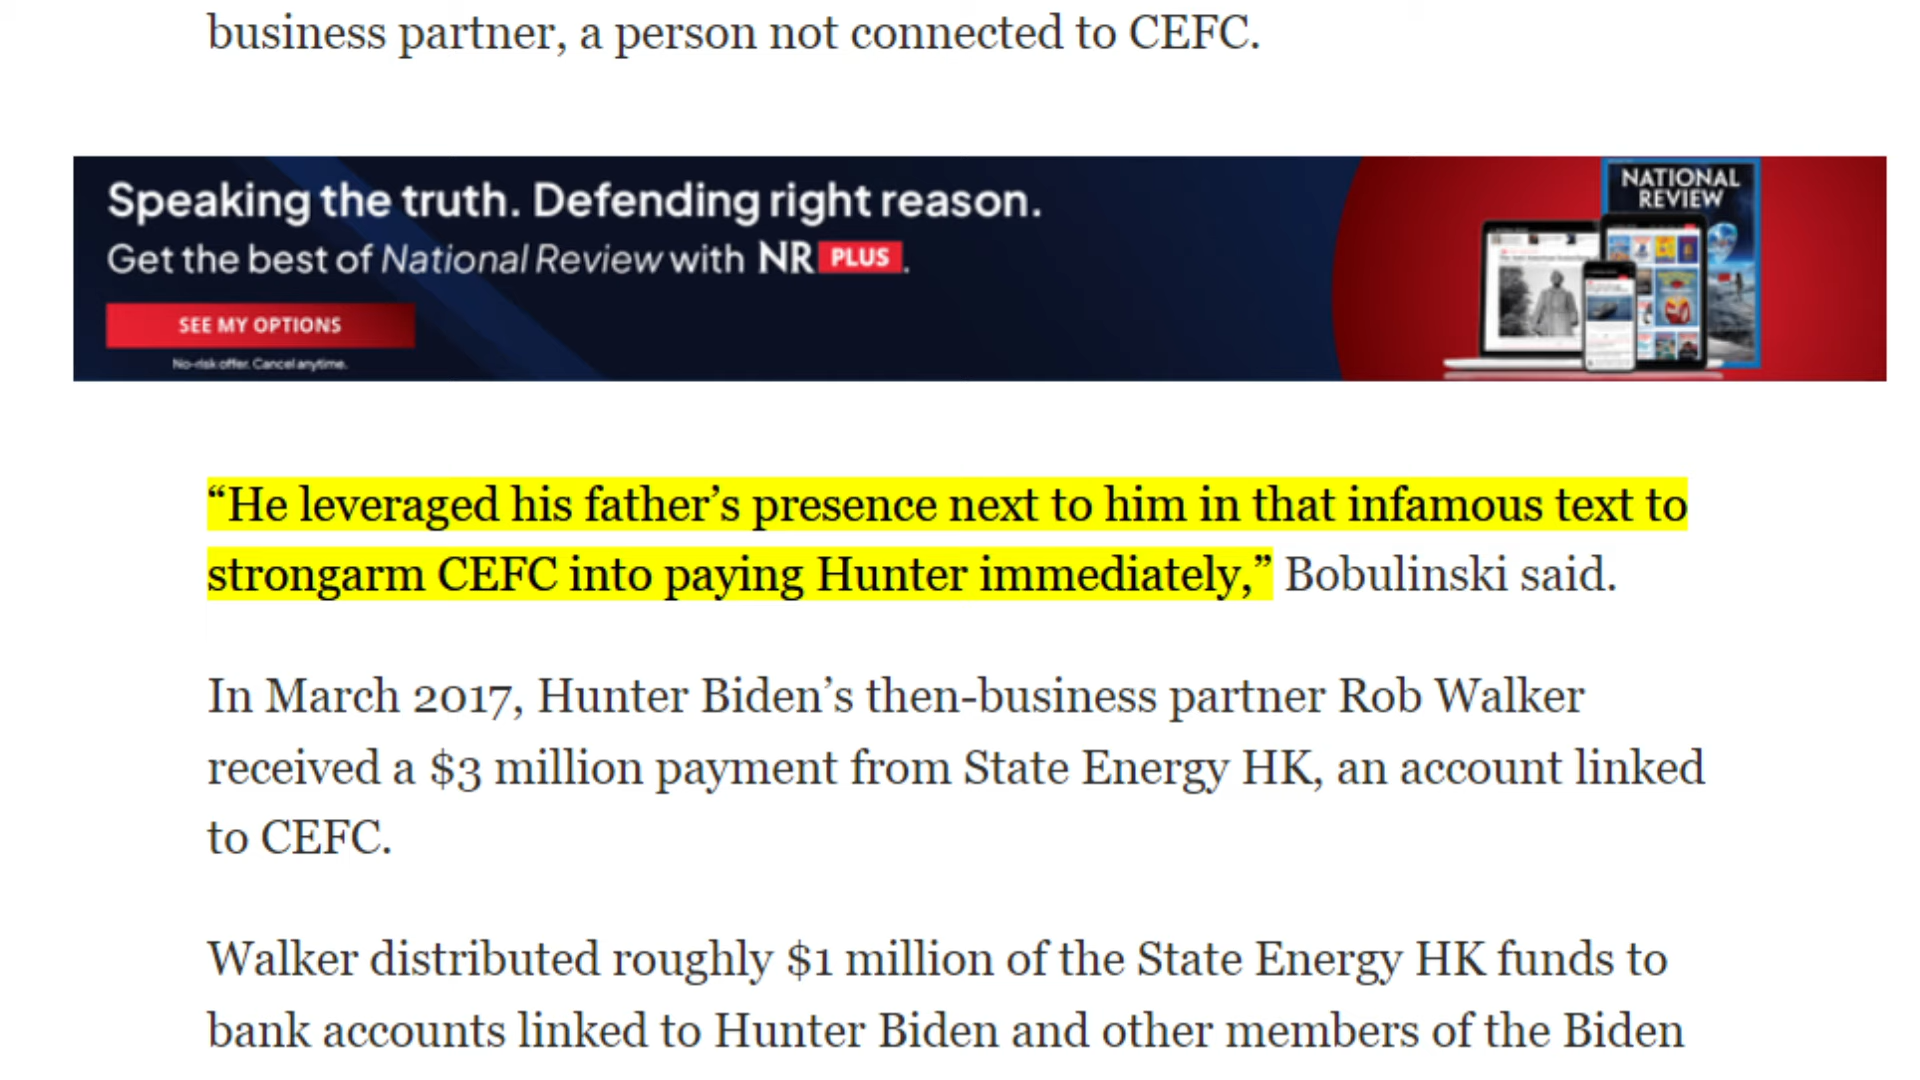 business partner, a person not connected to CEFC.
Speaking the truth. Defending right reason.
Get the best of National Review with NR PLUS.
SEE MY OPTIONS
No-risk offer. Cancel anytime.
NATIONAL
REVIEW
“He leveraged his father’s presence next to him in that infamous text to
strongarm CEFC into paying Hunter immediately,” Bobulinski said.
In March 2017, Hunter Biden’s then-business partner Rob Walker
received a $3 million payment from State Energy HK, an account linked
to CEFC.
Walker distributed roughly $1 million of the State Energy HK funds to
bank accounts linked to Hunter Biden and other members of the Biden